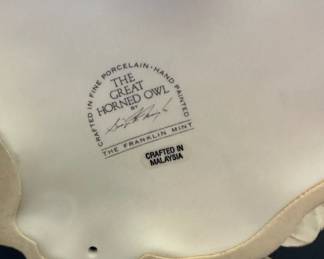 CRAFTED IN FINE PORCELAIN • HAND PAINTED
THE
GREAT
HORNED OWL
BY
THE FRANKLIN MINT
CRAFTED IN
MALAYSIA